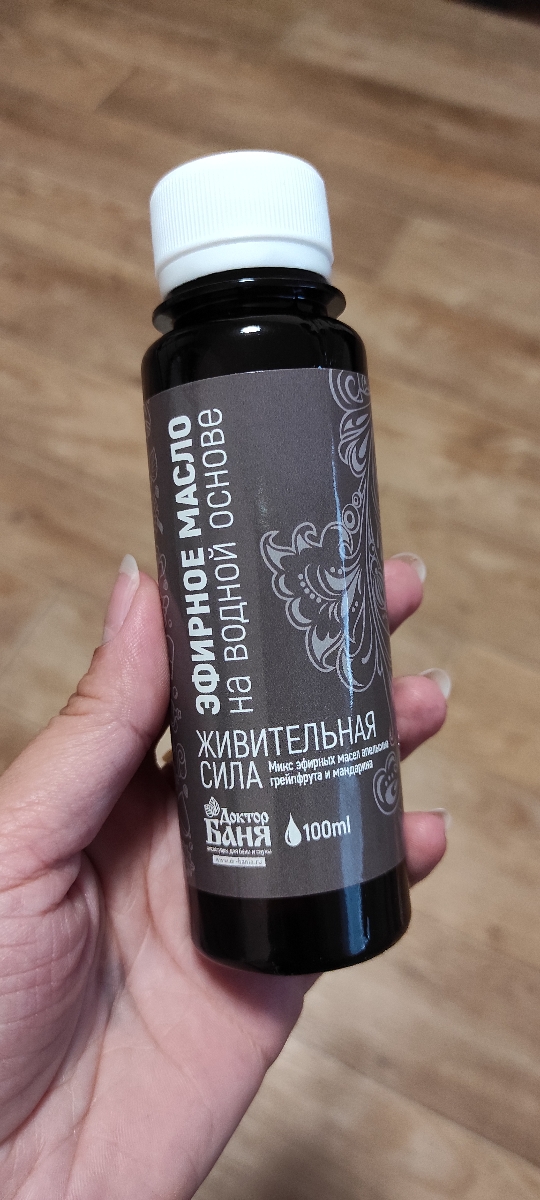 ЭФИРНОЕ МАСЛО
на водной основе
ЖИВИТЕЛЬНАЯ
СИЛА
Микс эфирных масел апельсина
грейпфрута и мандарина
Доктор
Баня
100ml